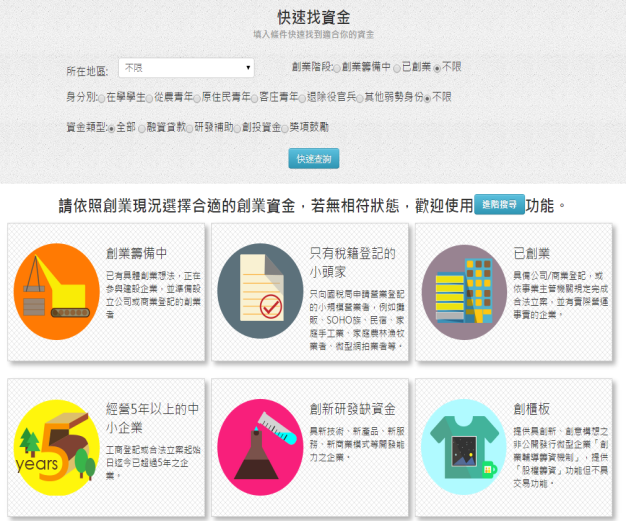 快速找資金
填入條件快速找到適合你的資金
所在地區: 不限 創業階段: 創業籌備中 已創業 不限
身分別: 在學學生 從農青年 原住民青年 客庄青年 退除役官兵 其他弱勢身份 不限
資金類型: 全部 融資貸款 研發補助 創投資金 獎項鼓勵
快速查詢
請依照創業現況選擇合適的創業資金，若無相符狀態，歡迎使用 進階搜尋 功能。
創業籌備中
已有具體創業想法，正在
參與建設企業，並準備設
立公司或商業登記的創業
者
只有稅籍登記的
小頭家
只向國稅局申請營業登記
的小規模營業者，例如攤
販、SOHO族、民宿、家
庭手工業、家庭農林漁牧
業者、微型網拍業者等。
已創業
具備公司/商業登記，或
依事業主管機關規定完成
合法立案，並有實際營運
事實的企業。
5
years
經營5年以上的中
小企業
工商登記或合法立案起始
日迄今已超過5年之企
業。
創新研發缺資金
具新技術、新產品、新服
務、新商業模式等開發能
力之企業。
創櫃板
提供具創新、創意構想之
非公開發行微型企業「創
業輔導籌資機制」，提供
「股權籌資」功能但不具
交易功能。